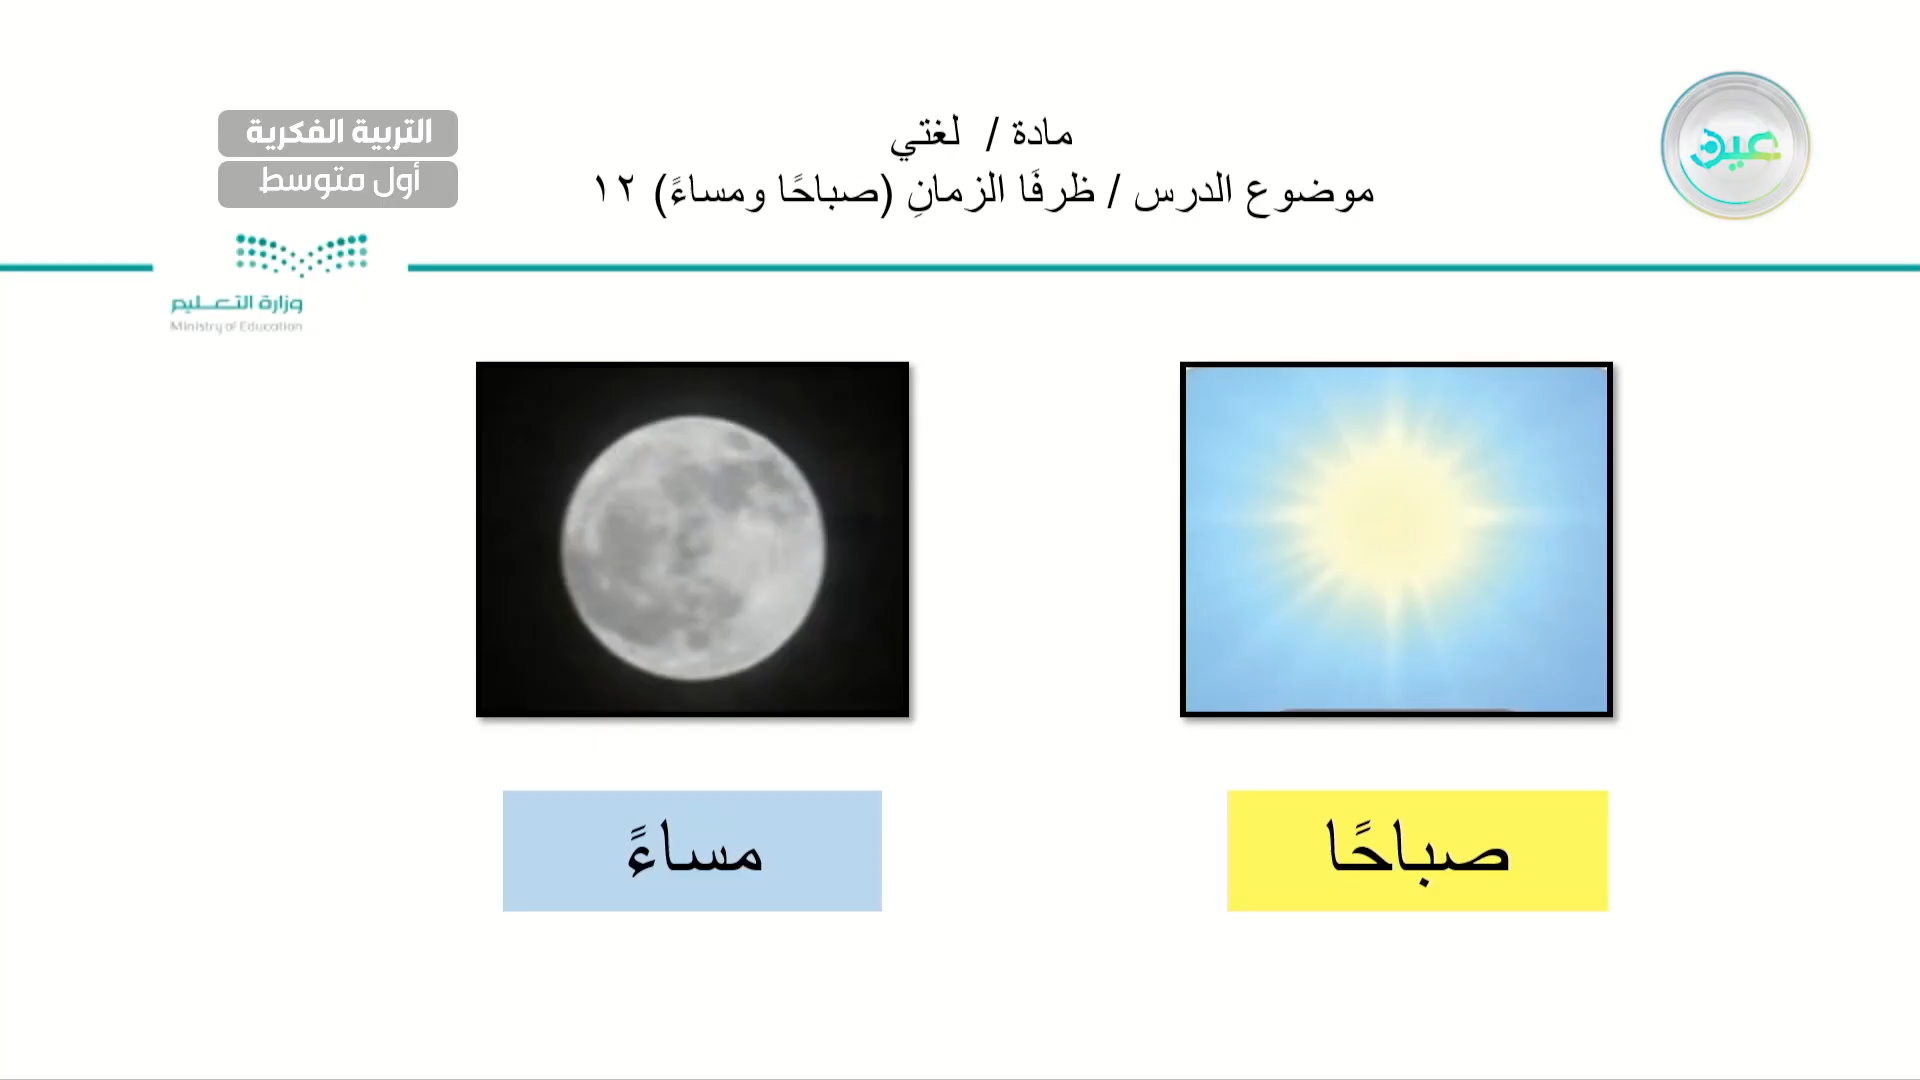 عين
مادة / لغتي
موضوع الدرس / ظرفَا الزمانِ (صباحًا ومساءً) ١٢
التربية الفكرية
أول متوسط
وزارة التعـــليم
Ministry of Education
صباحًا
مساءً